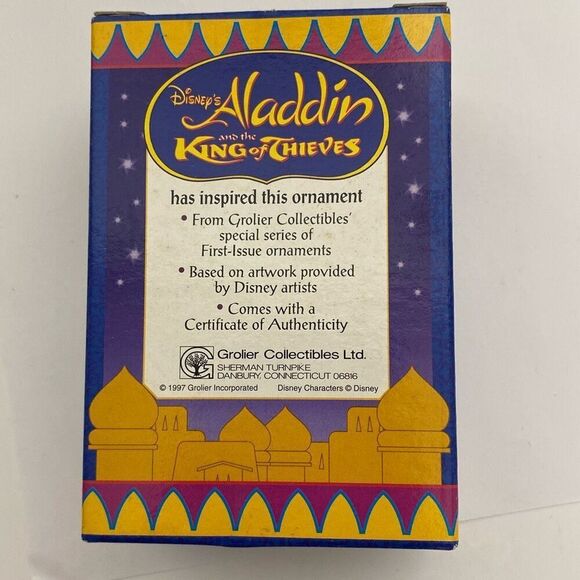 Disney's Aladdin
and the
King of Thieves
has inspired this ornament
• From Grolier Collectibles'
special series of
First-Issue ornaments
• Based on artwork provided
by Disney artists
• Comes with a
Certificate of Authenticity
G Grolier Collectibles Ltd.
SHERMAN TURNPIKE
DANBURY, CONNECTICUT 06816
© 1997 Grolier Incorporated Disney Characters © Disney